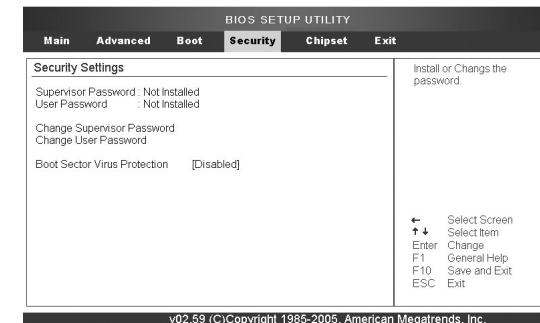 BIOS SETUP UTILITY
Main Advanced Boot Security Chipset Exit
Security Settings
Supervisor Password : Not Installed
User Password : Not Installed
Change Supervisor Password
Change User Password
Boot Sector Virus Protection [Disabled]
Install or Changs the
password.
← Select Screen
↑↓ Select Item
Enter Change
F1 General Help
F10 Save and Exit
ESC Exit
v02.59 (C)Copyright 1985-2005, American Megatrends, Inc.